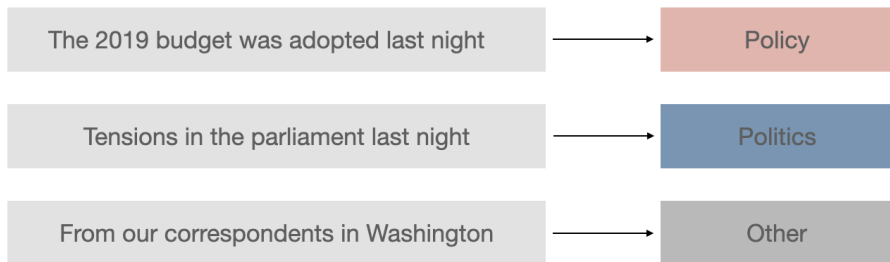 The 2019 budget was adopted last night
Policy
Tensions in the parliament last night
Politics
From our correspondents in Washington
Other